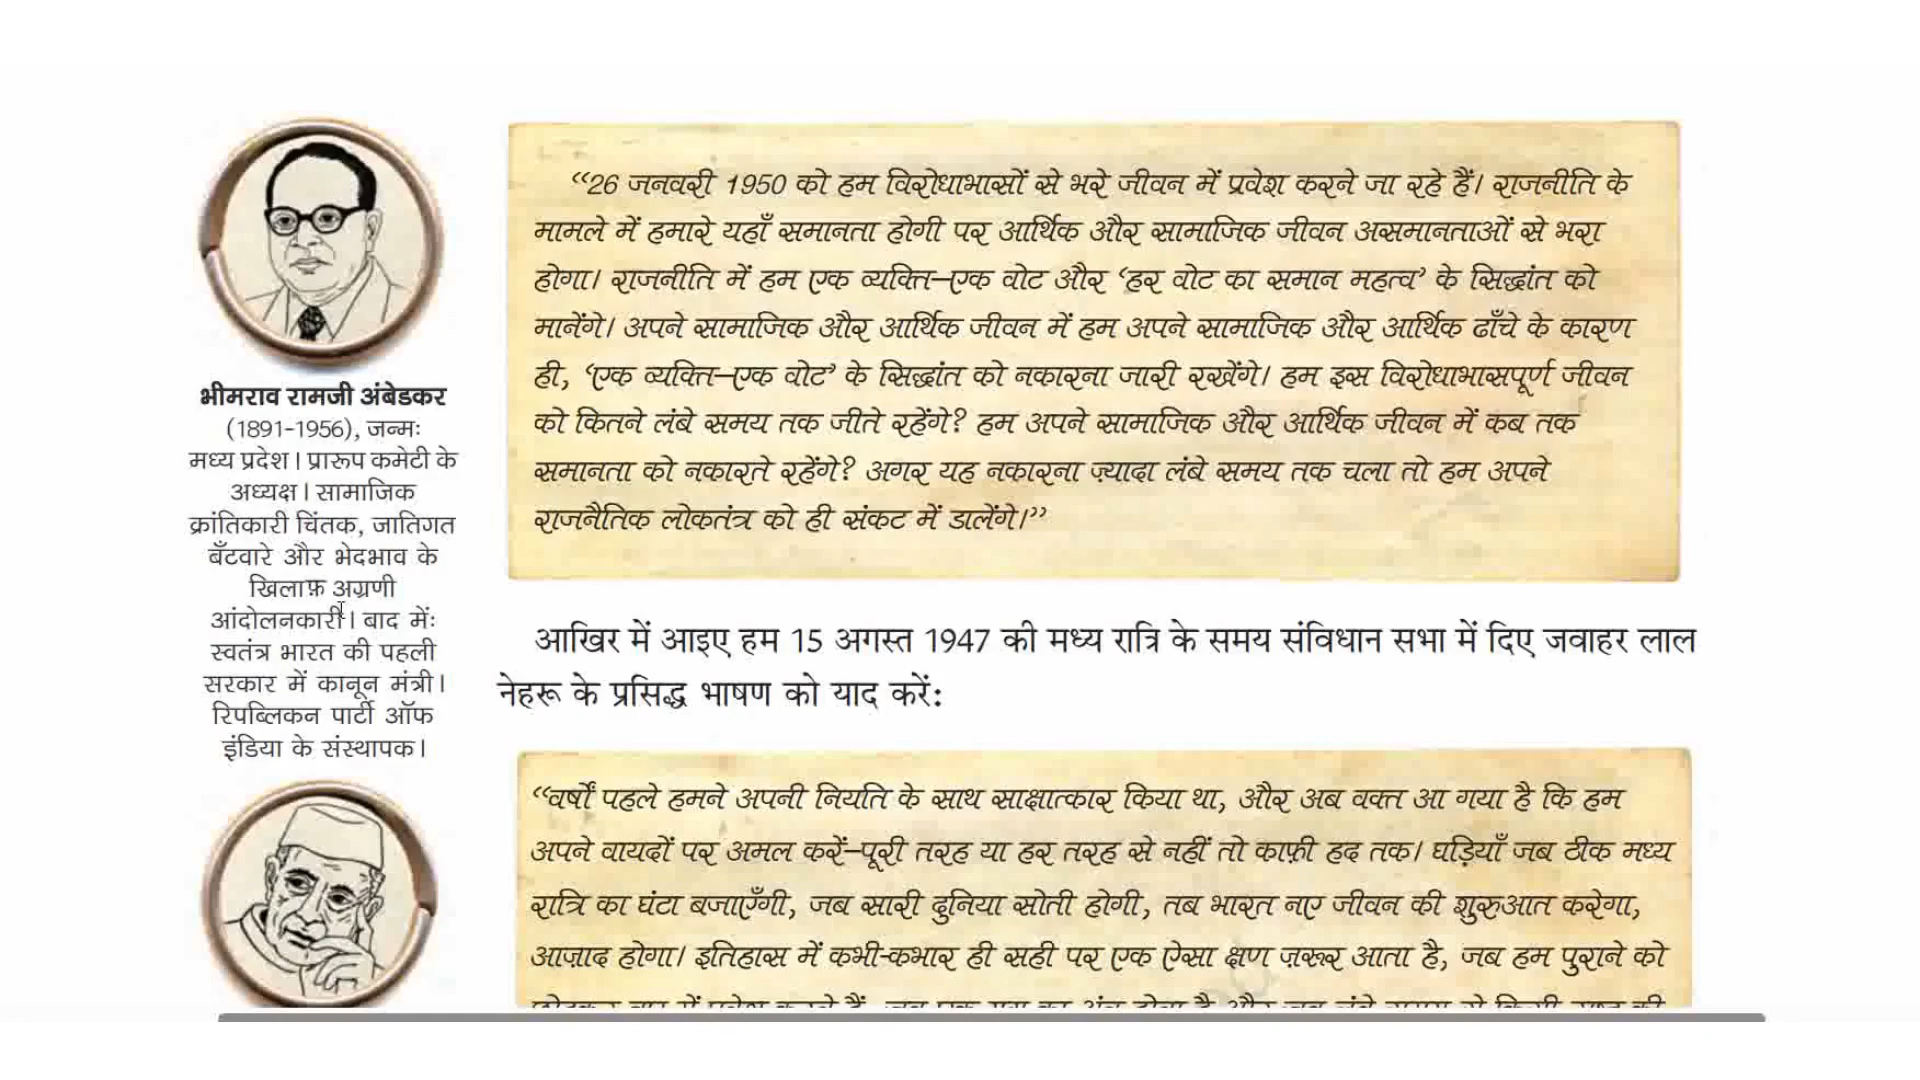 भीमराव रामजी अंबेडकर
(1891-1956), जन्मः
मध्य प्रदेश। प्रारूप कमेटी के
अध्यक्ष। सामाजिक
क्रांतिकारी चिंतक, जातिगत
बँटवारे और भेदभाव के
खिलाफ़ अग्रणी
आंदोलनकारी। बाद मेंः
स्वतंत्र भारत की पहली
सरकार में कानून मंत्री।
रिपब्लिकन पार्टी ऑफ
इंडिया के संस्थापक।
“26 जनवरी 1950 को हम विरोधाभासों से भरे जीवन में प्रवेश करने जा रहे हैं। राजनीति के
मामले में हमारे यहाँ समानता होगी पर आर्थिक और सामाजिक जीवन असमानताओं से भरा
होगा। राजनीति में हम एक व्यक्ति–एक वोट और ‘हर वोट का समान महत्व’ के सिद्धांत को
मानेंगे। अपने सामाजिक और आर्थिक जीवन में हम अपने सामाजिक और आर्थिक ढाँचे के कारण
ही, ‘एक व्यक्ति–एक वोट’ के सिद्धांत को नकारना जारी रखेंगे। हम इस विरोधाभासपूर्ण जीवन
को कितने लंबे समय तक जीते रहेंगे? हम अपने सामाजिक और आर्थिक जीवन में कब तक
समानता को नकारते रहेंगे? अगर यह नकारना ज़्यादा लंबे समय तक चला तो हम अपने
राजनैतिक लोकतंत्र को ही संकट में डालेंगे।”
आखिर में आइए हम 15 अगस्त 1947 की मध्य रात्रि के समय संविधान सभा में दिए जवाहर लाल
नेहरू के प्रसिद्ध भाषण को याद करें:
“वर्षों पहले हमने अपनी नियति के साथ साक्षात्कार किया था, और अब वक्त आ गया है कि हम
अपने वायदों पर अमल करें–पूरी तरह या हर तरह से नहीं तो काफ़ी हद तक। घड़ियाँ जब ठीक मध्य
रात्रि का घंटा बजाएँगी, जब सारी दुनिया सोती होगी, तब भारत नए जीवन की शुरुआत करेगा,
आज़ाद होगा। इतिहास में कभी-कभार ही सही पर एक ऐसा क्षण ज़रूर आता है, जब हम पुराने को